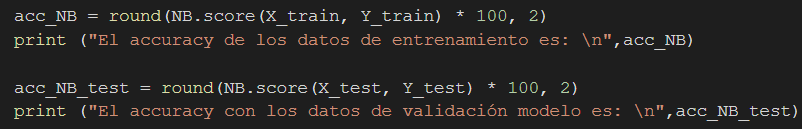 acc_NB = round(NB.score(X_train, Y_train) * 100, 2)
print ("El accuracy de los datos de entrenamiento es: \n",acc_NB)
acc_NB_test = round(NB.score(X_test, Y_test) * 100, 2)
print ("El accuracy con los datos de validación modelo es: \n",acc_NB_test)